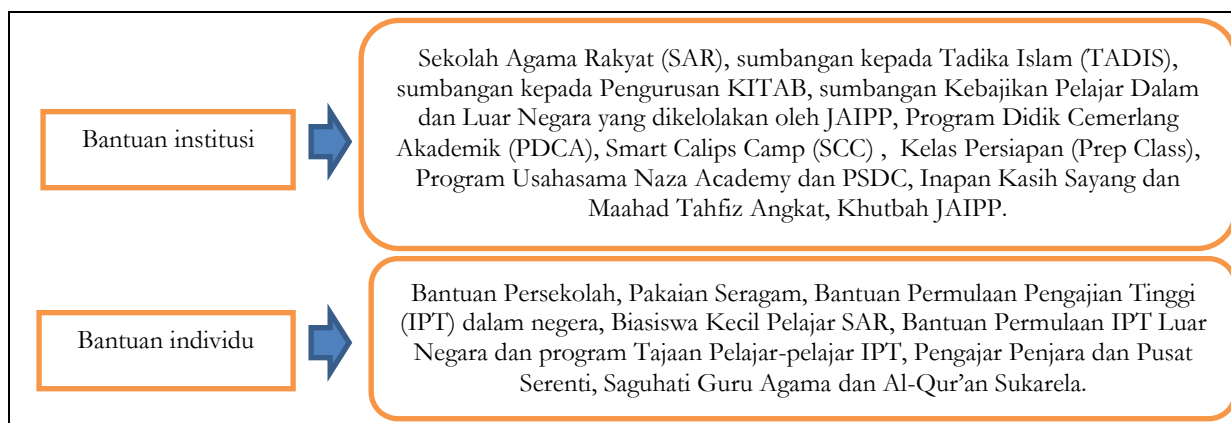 Bantuan institusi
Sekolah Agama Rakyat (SAR), sumbangan kepada Tadika Islam (TADIS),
sumbangan kepada Pengurusan KITAB, sumbangan Kebajikan Pelajar Dalam
dan Luar Negara yang dikelolakan oleh JAIPP, Program Didik Cemerlang
Akademik (PDCA), Smart Calips Camp (SCC) , Kelas Persiapan (Prep Class),
Program Usahasama Naza Academy dan PSDC, Inapan Kasih Sayang dan
Maahad Tahfiz Angkat, Khutbah JAIPP.
Bantuan individu
Bantuan Persekolah, Pakaian Seragam, Bantuan Permulaan Pengajian Tinggi
(IPT) dalam negera, Biasiswa Kecil Pelajar SAR, Bantuan Permulaan IPT Luar
Negara dan program Tajaan Pelajar-pelajar IPT, Pengajar Penjara dan Pusat
Serenti, Saguhati Guru Agama dan Al-Qur’an Sukarela.